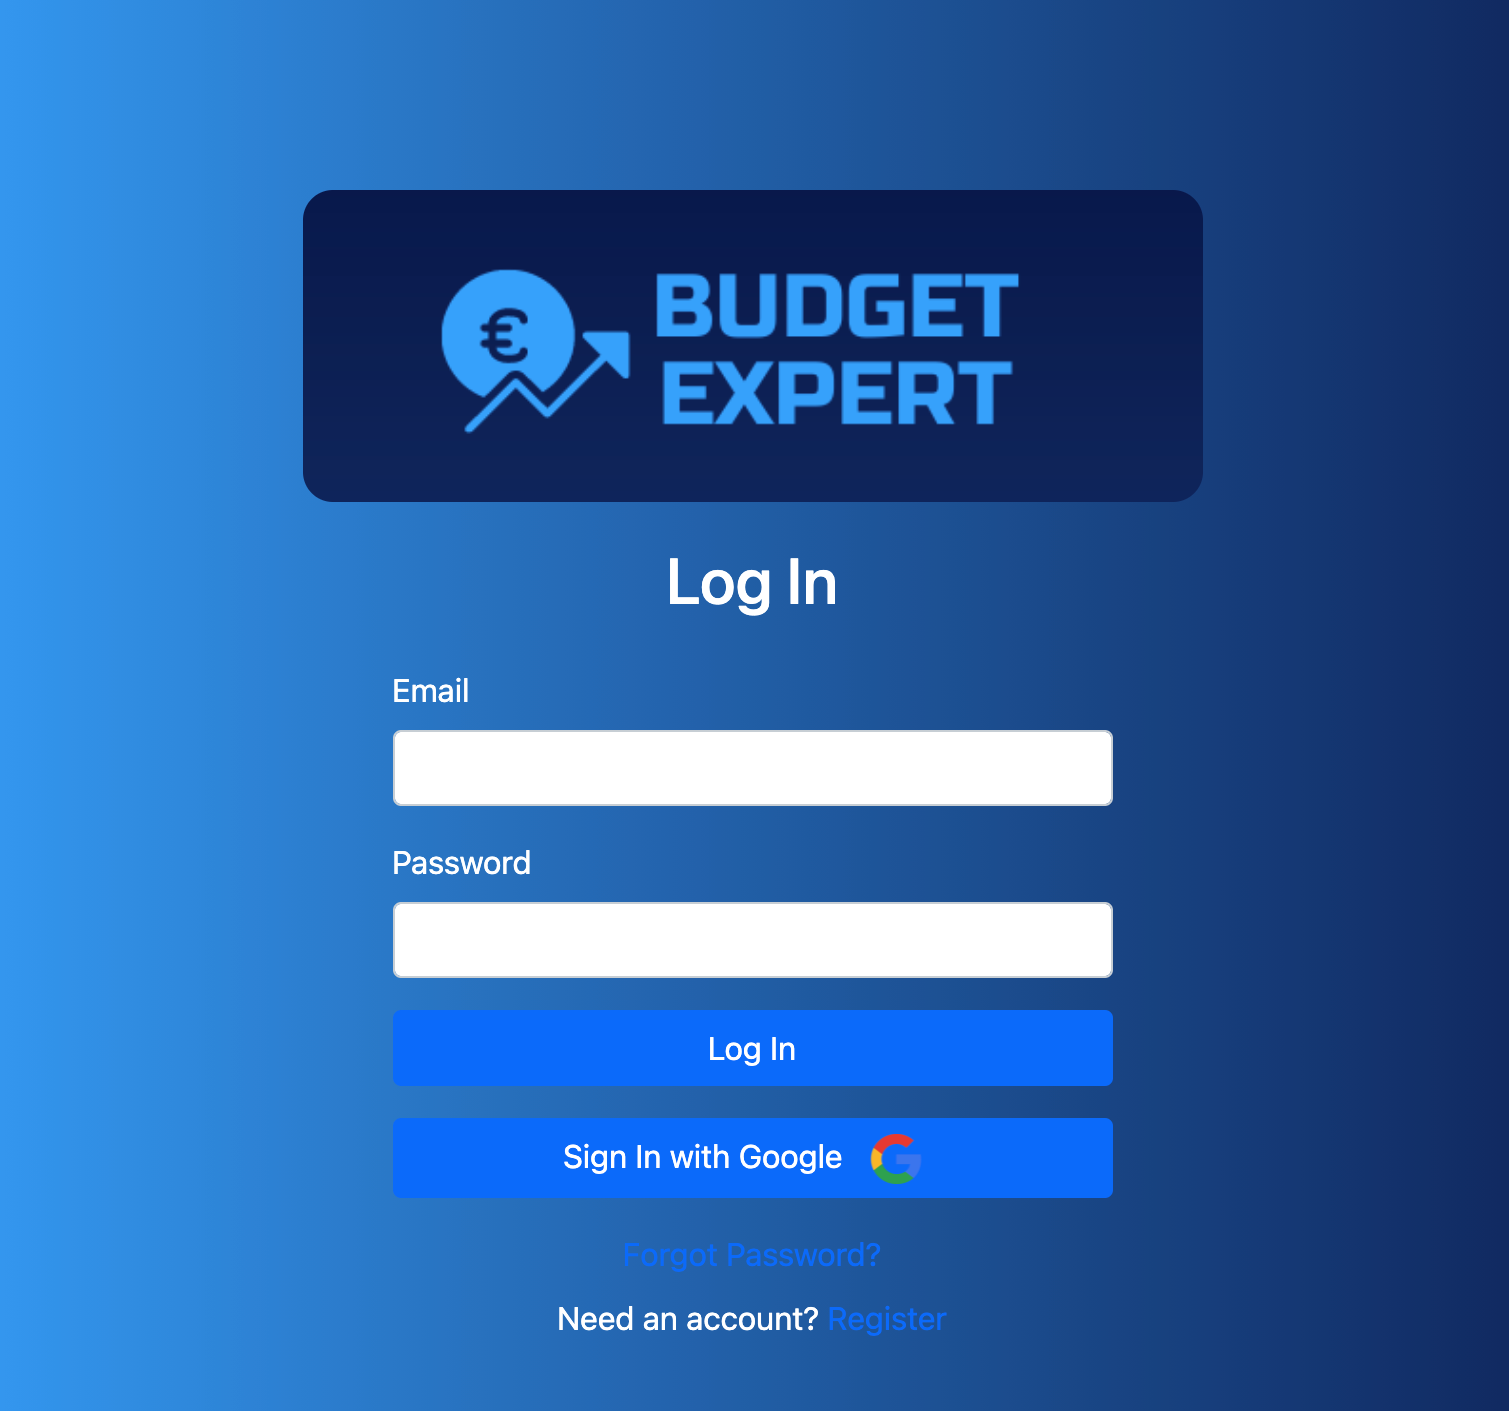 €
BUDGET
EXPERT
Log In
Email
Password
Log In
Sign In with Google
Forgot Password?
Need an account? Register